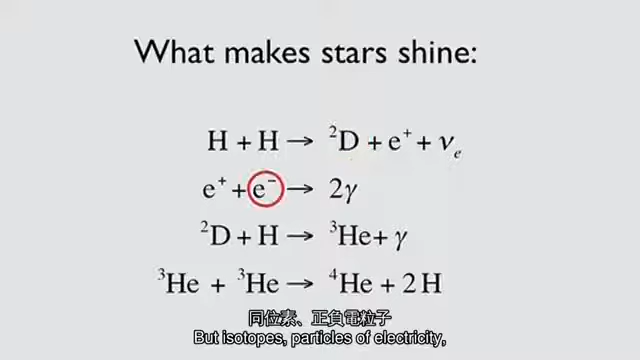 What makes stars shine:
H + H → ²D + e⁺ + νₑ
e⁺ + e⁻ → 2γ
²D + H → ³He + γ
³He + ³He → ⁴He + 2 H
同位素、正負電粒子
But isotopes, particles of electricity,